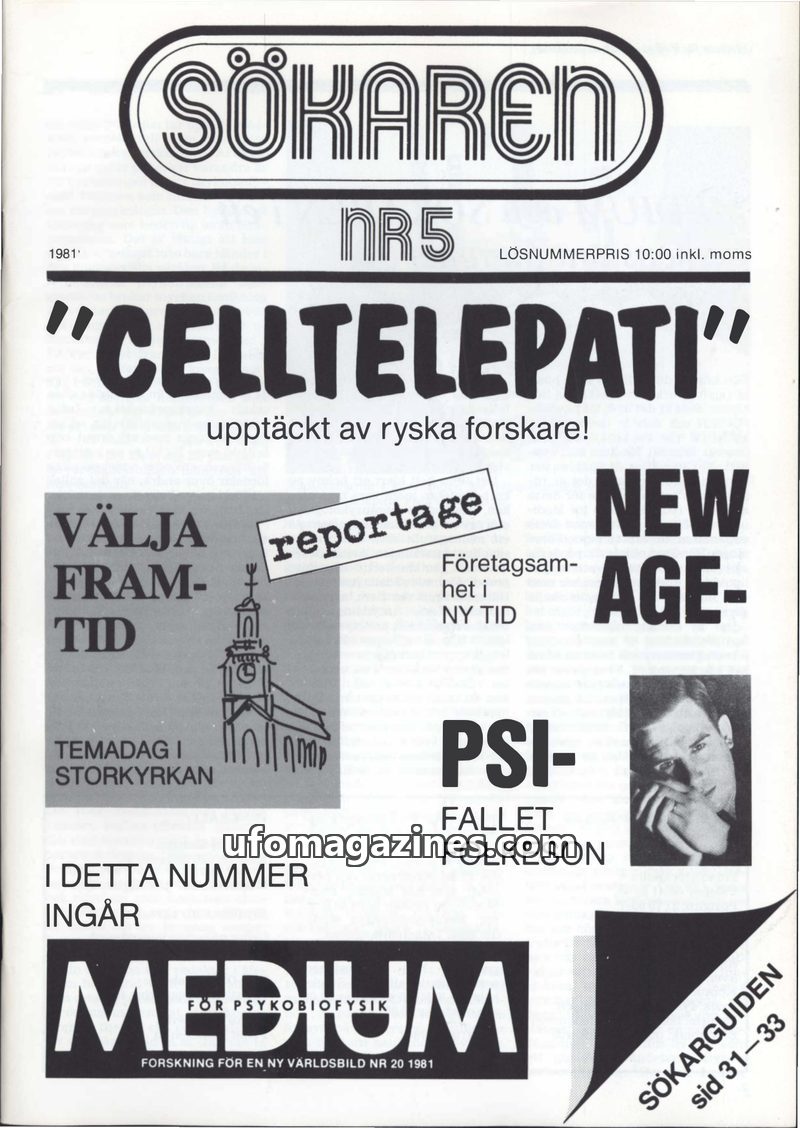 SÖKAREN
NR5
1981
LÖSNUMMERPRIS 10:00 inkl. moms
"CELLTELEPATI"
upptäckt av ryska forskare!
VÄLJA
FRAM-
TID
TEMADAG I
STORKYRKAN
reportage
Företagsam-
het i
NY TID
NEW
AGE-
PSI-
FALLET
ufomagazines.com
I DETTA NUMMER
INGÅR
MEDIUM
FÖR PSYKOBIOFYSIK
FORSKNING FÖR EN NY VÄRLDSBILD NR 20 1981
SÖKARGUIDEN
sid 31–33